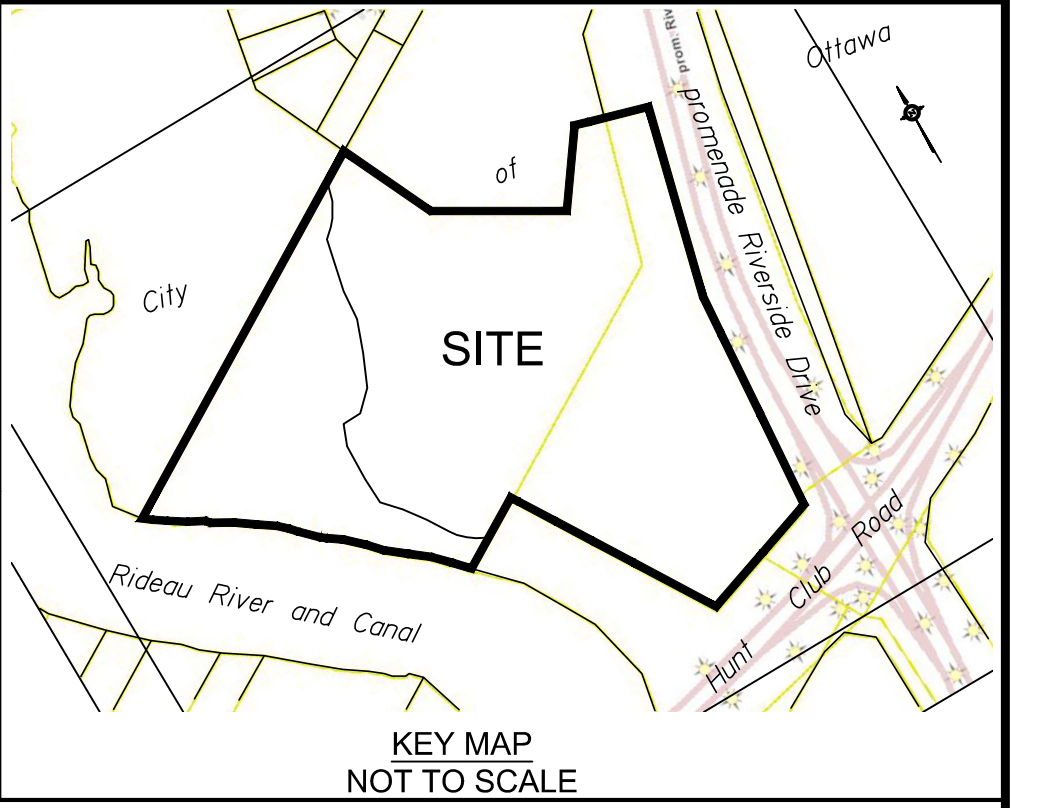 Ottawa
prom. Riv
promenade Riverside Drive
of
City
SITE
Hunt Club Road
Rideau River and Canal
KEY MAP
NOT TO SCALE